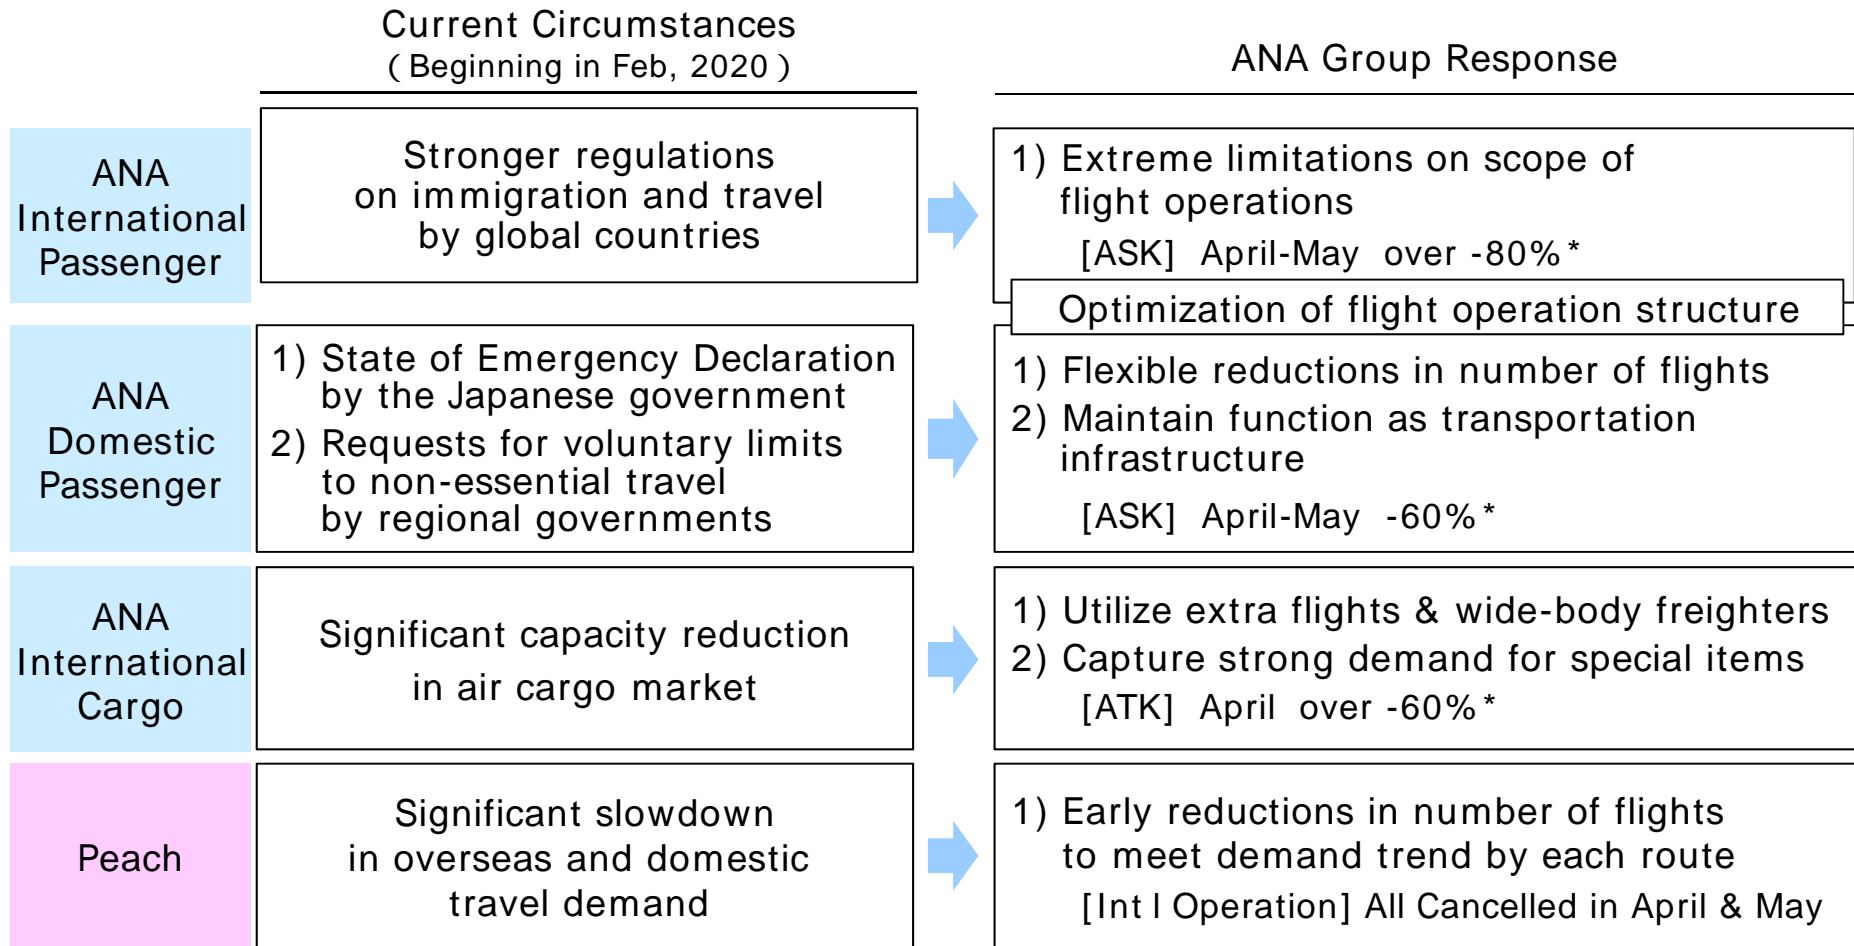 Current Circumstances
( Beginning in Feb, 2020 )
ANA Group Response
ANA
International
Passenger
Stronger regulations
on immigration and travel
by global countries
1) Extreme limitations on scope of
flight operations
[ASK] April-May over -80%*
Optimization of flight operation structure
ANA
Domestic
Passenger
1) State of Emergency Declaration
by the Japanese government
2) Requests for voluntary limits
to non-essential travel
by regional governments
1) Flexible reductions in number of flights
2) Maintain function as transportation
infrastructure
[ASK] April-May -60%*
ANA
International
Cargo
Significant capacity reduction
in air cargo market
1) Utilize extra flights & wide-body freighters
2) Capture strong demand for special items
[ATK] April over -60%*
Peach
Significant slowdown
in overseas and domestic
travel demand
1) Early reductions in number of flights
to meet demand trend by each route
[Int l Operation] All Cancelled in April & May